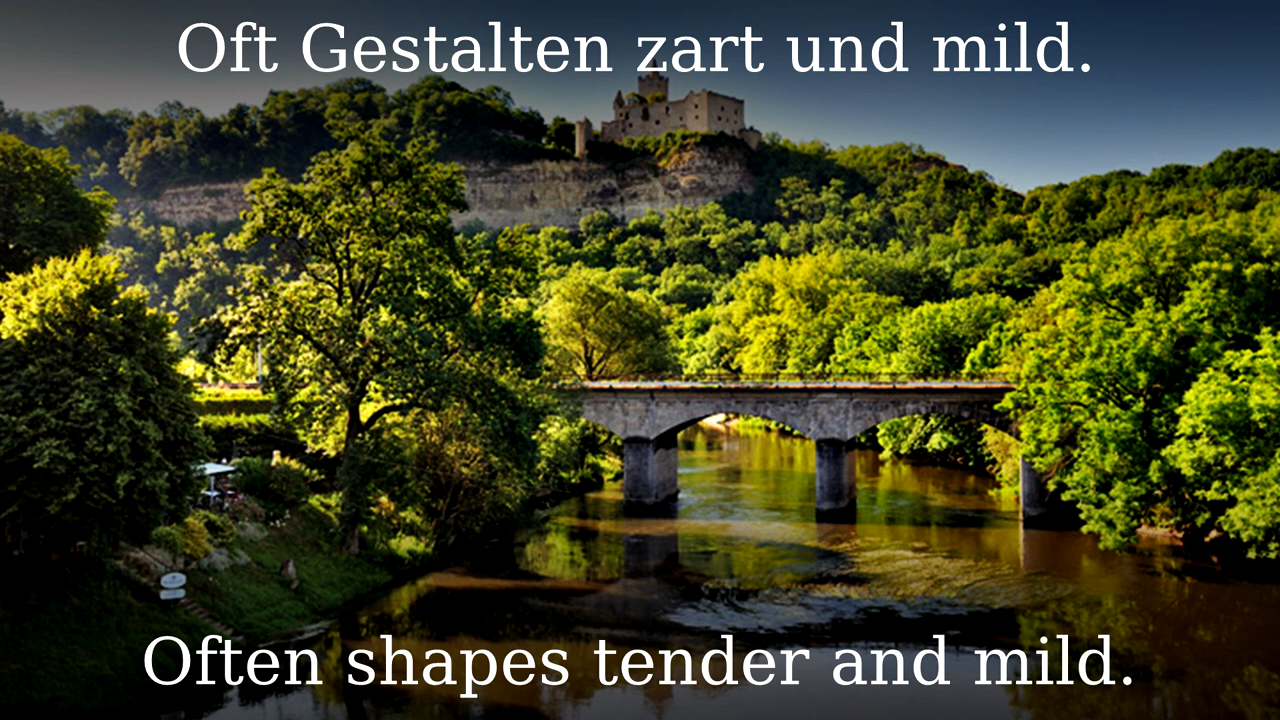 Oft Gestalten zart und mild.
Often shapes tender and mild.